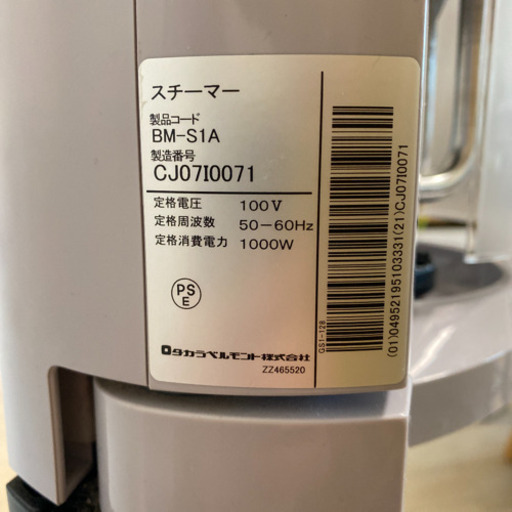 スチーマー
製品コード
BM-S1A
製造番号
CJ07I0071
定格電圧 100V
定格周波数 50-60Hz
定格消費電力 1000W
PS
E
タカラベルモント株式会社
ZZ465520
GS1-128
(01)04952195103331(21)CJ07I0071